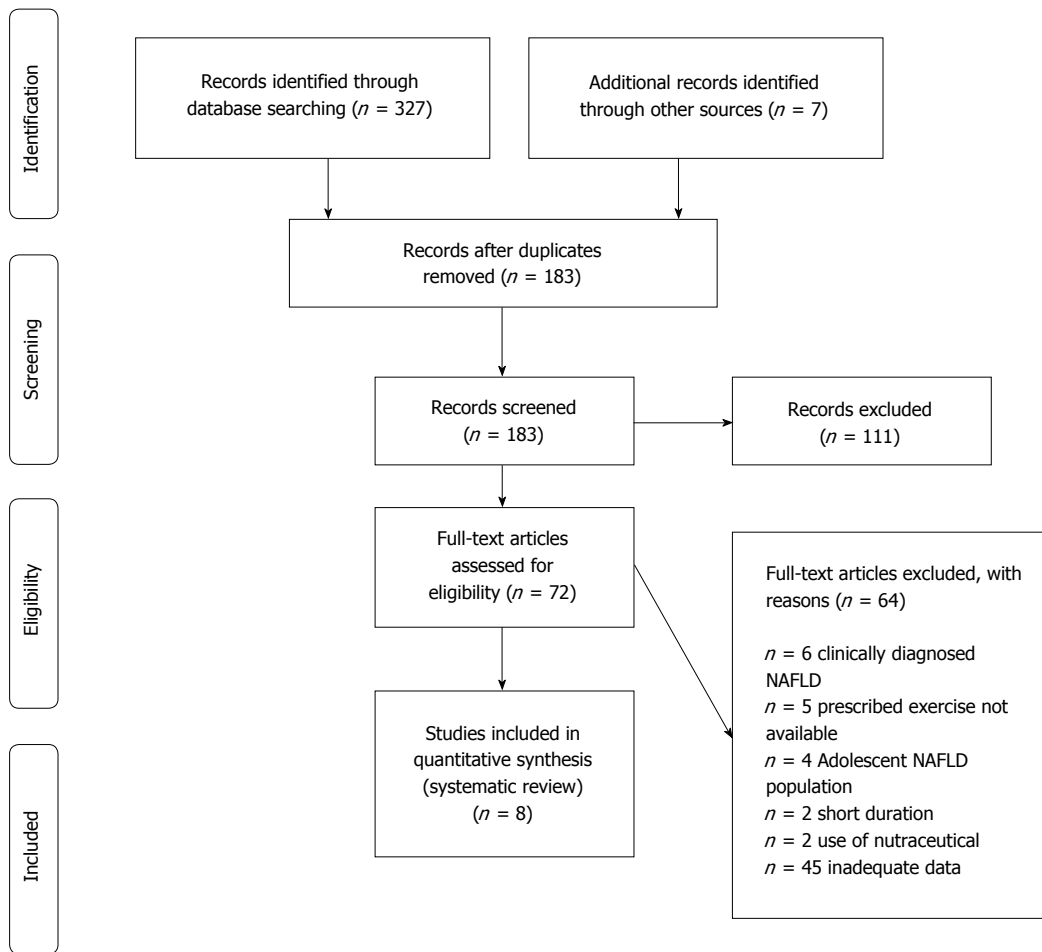 Identification
Records identified through
database searching (n = 327)
Additional records identified
through other sources (n = 7)
Records after duplicates
removed (n = 183)
Screening
Records screened
(n = 183)
Records excluded
(n = 111)
Eligibility
Full-text articles
assessed for
eligibility (n = 72)
Full-text articles excluded, with
reasons (n = 64)
n = 6 clinically diagnosed
NAFLD
n = 5 prescribed exercise not
available
n = 4 Adolescent NAFLD
population
n = 2 short duration
n = 2 use of nutraceutical
n = 45 inadequate data
Included
Studies included in
quantitative synthesis
(systematic review)
(n = 8)